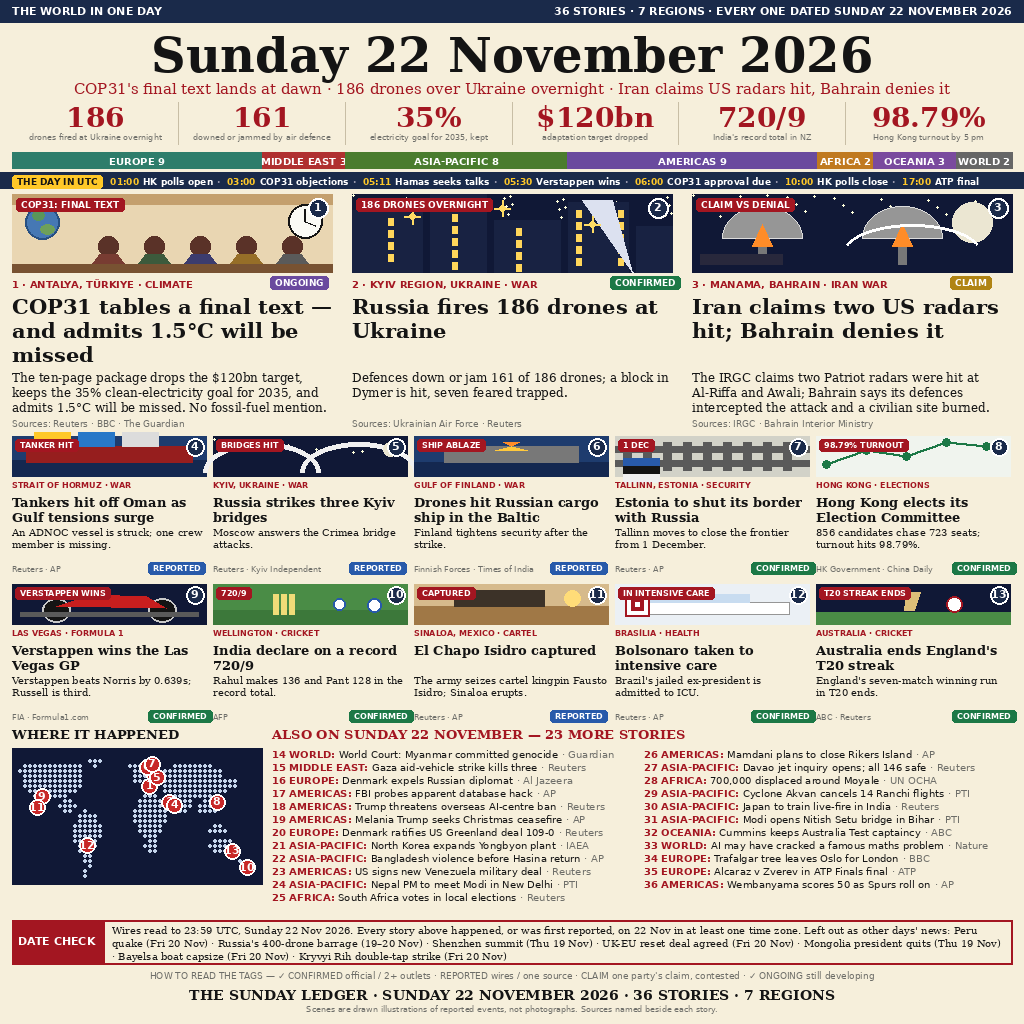 THE WORLD IN ONE DAY
36 STORIES · 7 REGIONS · EVERY ONE DATED SUNDAY 22 NOVEMBER 2026
Sunday 22 November 2026
COP31's final text lands at dawn · 186 drones over Ukraine overnight · Iran claims US radars hit, Bahrain denies it
186
drones fired at Ukraine overnight
161
downed or jammed by air defence
35%
electricity goal for 2035, kept
$120bn
adaptation target dropped
720/9
India's record total in NZ
98.79%
Hong Kong turnout by 5 pm
EUROPE 9
MIDDLE EAST 3
ASIA-PACIFIC 8
AMERICAS 9
AFRICA 2
OCEANIA 3
WORLD 2
THE DAY IN UTC 01:00 HK polls open · 03:00 COP31 objections · 05:11 Hamas seeks talks · 05:30 Verstappen wins · 06:00 COP31 approval due · 10:00 HK polls close · 17:00 ATP final
COP31: FINAL TEXT
1
1 · ANTALYA, TÜRKIYE · CLIMATE
ONGOING
COP31 tables a final text —
and admits 1.5°C will be
missed
The ten-page package drops the $120bn target,
keeps the 35% clean-electricity goal for 2035, and
admits 1.5°C will be missed. No fossil-fuel mention.
Sources: Reuters · BBC · The Guardian
186 DRONES OVERNIGHT
2
2 · KYIV REGION, UKRAINE · WAR
CONFIRMED
Russia fires 186 drones at
Ukraine
Defences down or jam 161 of 186 drones; a block in
Dymer is hit, seven feared trapped.
Sources: Ukrainian Air Force · Reuters
CLAIM VS DENIAL
3
3 · MANAMA, BAHRAIN · IRAN WAR
CLAIM
Iran claims two US radars
hit; Bahrain denies it
The IRGC claims two Patriot radars were hit at
Al-Riffa and Awali; Bahrain says its defences
intercepted the attack and a civilian site burned.
Sources: IRGC · Bahrain Interior Ministry
TANKER HIT
4
STRAIT OF HORMUZ · WAR
Tankers hit off Oman as
Gulf tensions surge
An ADNOC vessel is struck; one crew
member is missing.
Reuters · AP
REPORTED
BRIDGES HIT
5
KYIV, UKRAINE · WAR
Russia strikes three Kyiv
bridges
Moscow answers the Crimea bridge
attacks.
Reuters · Kyiv Independent
REPORTED
SHIP ABLAZE
6
GULF OF FINLAND · WAR
Drones hit Russian cargo
ship in the Baltic
Finland tightens security after the
strike.
Finnish Forces · Times of India
REPORTED
1 DEC
7
TALLINN, ESTONIA · SECURITY
Estonia to shut its border
with Russia
Tallinn moves to close the frontier
from 1 December.
Reuters · AP
CONFIRMED
98.79% TURNOUT
8
HONG KONG · ELECTIONS
Hong Kong elects its
Election Committee
856 candidates chase 723 seats;
turnout hits 98.79%.
HK Government · China Daily
CONFIRMED
VERSTAPPEN WINS
9
LAS VEGAS · FORMULA 1
Verstappen wins the Las
Vegas GP
Verstappen beats Norris by 0.639s;
Russell is third.
FIA · Formula1.com
CONFIRMED
720/9
10
WELLINGTON · CRICKET
India declare on a record
720/9
Rahul makes 136 and Pant 128 in the
record total.
AFP
CONFIRMED
CAPTURED
11
SINALOA, MEXICO · CARTEL
El Chapo Isidro captured
The army seizes cartel kingpin Fausto
Isidro; Sinaloa erupts.
Reuters · AP
REPORTED
IN INTENSIVE CARE
12
BRASÍLIA · HEALTH
Bolsonaro taken to
intensive care
Brazil's jailed ex-president is
admitted to ICU.
Reuters · AP
CONFIRMED
T20 STREAK ENDS
13
AUSTRALIA · CRICKET
Australia ends England's
T20 streak
England's seven-match winning run
in T20 ends.
ABC · Reuters
CONFIRMED
WHERE IT HAPPENED
7
5
1
4
9
11
8
12
13
10
ALSO ON SUNDAY 22 NOVEMBER — 23 MORE STORIES
14 WORLD: World Court: Myanmar committed genocide · Guardian
15 MIDDLE EAST: Gaza aid-vehicle strike kills three · Reuters
16 EUROPE: Denmark expels Russian diplomat · Al Jazeera
17 AMERICAS: FBI probes apparent database hack · AP
18 AMERICAS: Trump threatens overseas AI-centre ban · Reuters
19 AMERICAS: Melania Trump seeks Christmas ceasefire · AP
20 EUROPE: Denmark ratifies US Greenland deal 109-0 · Reuters
21 ASIA-PACIFIC: North Korea expands Yongbyon plant · IAEA
22 ASIA-PACIFIC: Bangladesh violence before Hasina return · AP
23 AMERICAS: US signs new Venezuela military deal · Reuters
24 ASIA-PACIFIC: Nepal PM to meet Modi in New Delhi · PTI
25 AFRICA: South Africa votes in local elections · Reuters
26 AMERICAS: Mamdani plans to close Rikers Island · AP
27 ASIA-PACIFIC: Davao jet inquiry opens; all 146 safe · Reuters
28 AFRICA: 700,000 displaced around Moyale · UN OCHA
29 ASIA-PACIFIC: Cyclone Akvan cancels 14 Ranchi flights · PTI
30 ASIA-PACIFIC: Japan to train live-fire in India · Reuters
31 ASIA-PACIFIC: Modi opens Nitish Setu bridge in Bihar · PTI
32 OCEANIA: Cummins keeps Australia Test captaincy · ABC
33 WORLD: AI may have cracked a famous maths problem · Nature
34 EUROPE: Trafalgar tree leaves Oslo for London · BBC
35 EUROPE: Alcaraz v Zverev in ATP Finals final · ATP
36 AMERICAS: Wembanyama scores 50 as Spurs roll on · AP
DATE CHECK
Wires read to 23:59 UTC, Sunday 22 Nov 2026. Every story above happened, or was first reported, on 22 Nov in at least one time zone. Left out as other days' news: Peru
quake (Fri 20 Nov) · Russia's 400-drone barrage (19–20 Nov) · Shenzhen summit (Thu 19 Nov) · UK-EU reset deal agreed (Fri 20 Nov) · Mongolia president quits (Thu 19 Nov)
· Bayelsa boat capsize (Fri 20 Nov) · Kryvyi Rih double-tap strike (Fri 20 Nov)
HOW TO READ THE TAGS — ✓ CONFIRMED official / 2+ outlets · REPORTED wires / one source · CLAIM one party's claim, contested · ✓ ONGOING still developing
THE SUNDAY LEDGER · SUNDAY 22 NOVEMBER 2026 · 36 STORIES · 7 REGIONS
Scenes are drawn illustrations of reported events, not photographs. Sources named beside each story.